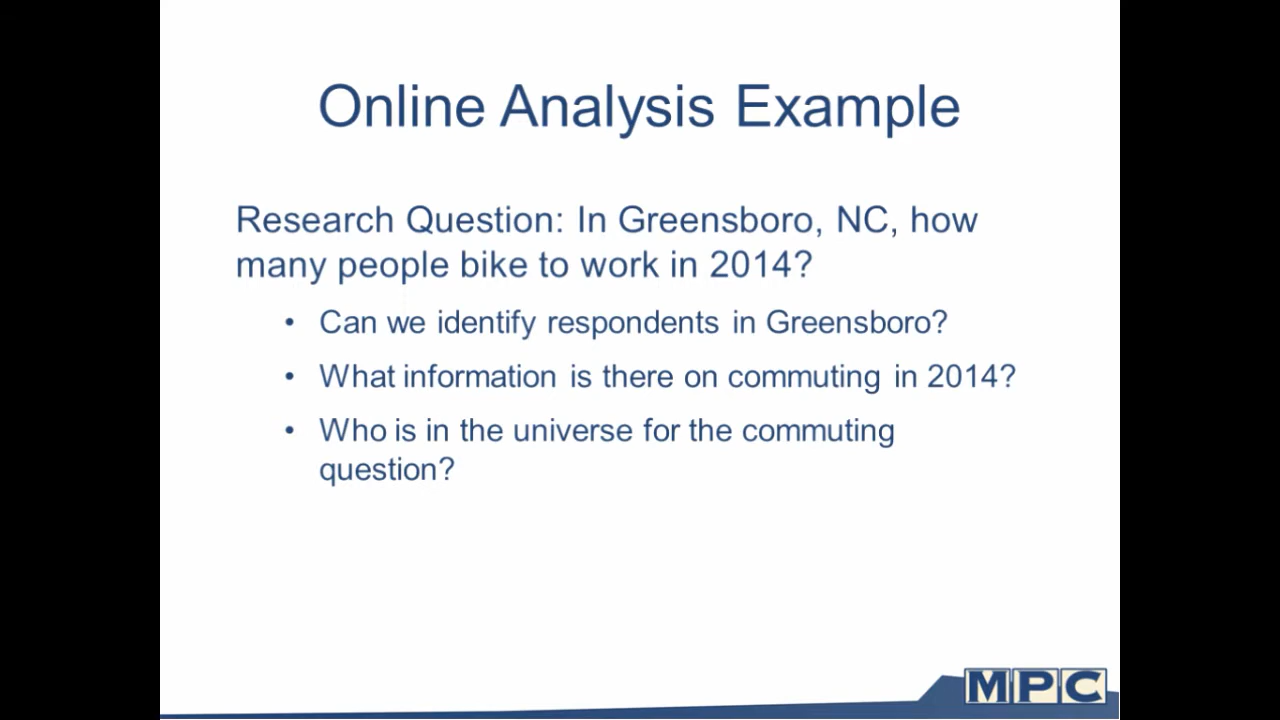 Online Analysis Example
Research Question: In Greensboro, NC, how
many people bike to work in 2014?
• Can we identify respondents in Greensboro?
• What information is there on commuting in 2014?
• Who is in the universe for the commuting
question?
MPC